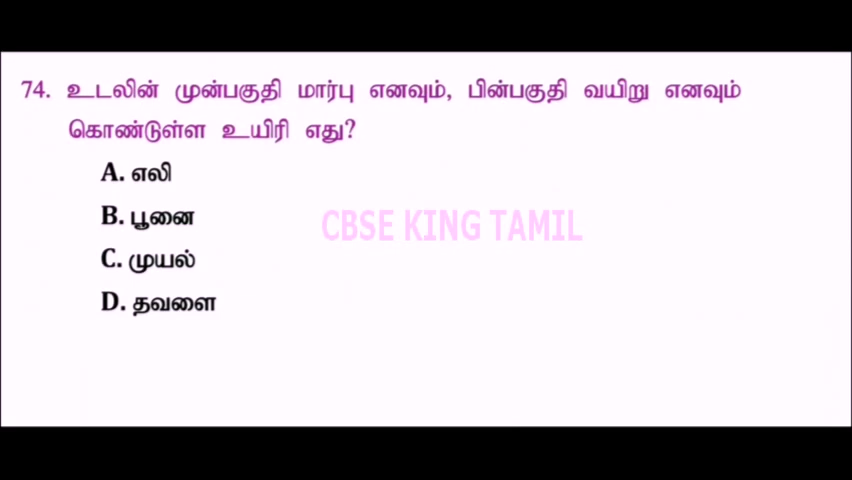 74. உடலின் முன்பகுதி மார்பு எனவும், பின்பகுதி வயிறு எனவும்
கொண்டுள்ள உயிரி எது?
A. எலி
B. பூனை
CBSE KING TAMIL
C. முயல்
D. தவளை